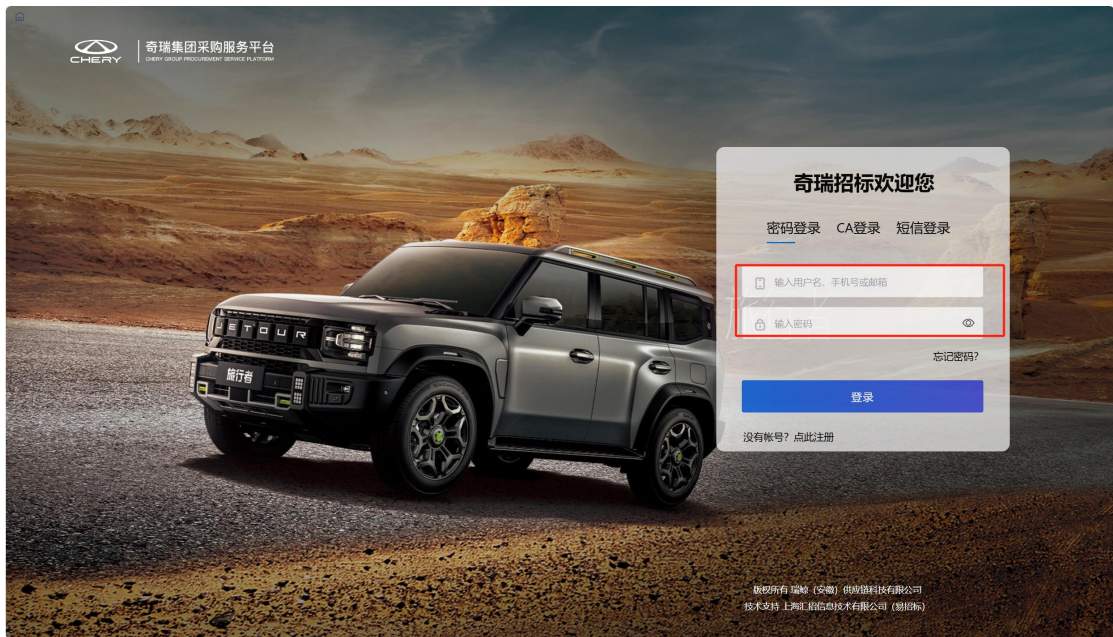 CHERY
奇瑞集团采购服务平台
CHERY GROUP PROCUREMENT SERVICE PLATFORM
奇瑞招标欢迎您
密码登录 CA登录 短信登录
输入用户名、手机号或邮箱
输入密码
忘记密码?
登录
没有帐号? 点此注册
JETOUR
旅行者
版权所有 瑞鲸(安徽)供应链科技有限公司
技术支持 上海汇招信息技术有限公司(易招标)